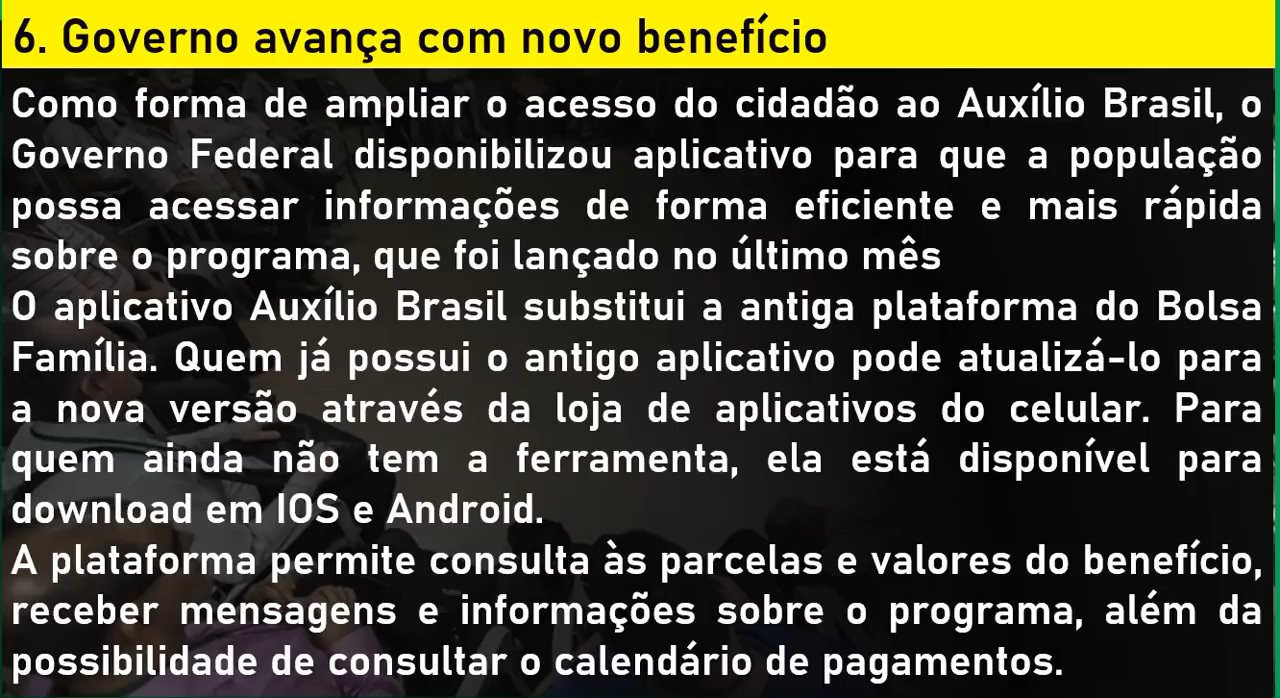 6. Governo avança com novo benefício
Como forma de ampliar o acesso do cidadão ao Auxílio Brasil, o
Governo Federal disponibilizou aplicativo para que a população
possa acessar informações de forma eficiente e mais rápida
sobre o programa, que foi lançado no último mês
O aplicativo Auxílio Brasil substitui a antiga plataforma do Bolsa
Família. Quem já possui o antigo aplicativo pode atualizá-lo para
a nova versão através da loja de aplicativos do celular. Para
quem ainda não tem a ferramenta, ela está disponível para
download em IOS e Android.
A plataforma permite consulta às parcelas e valores do benefício,
receber mensagens e informações sobre o programa, além da
possibilidade de consultar o calendário de pagamentos.